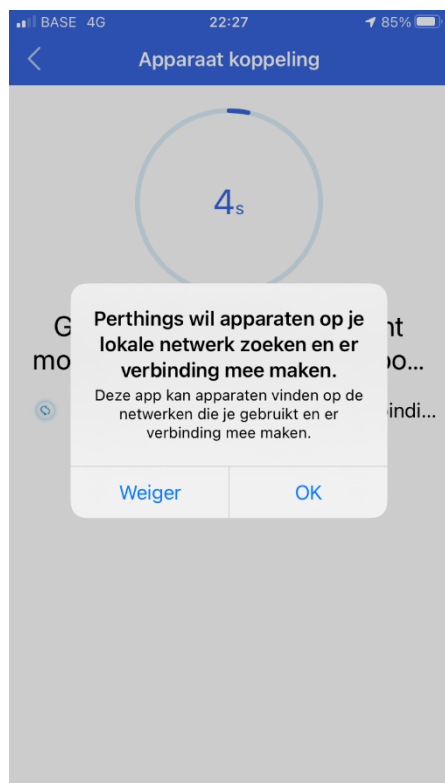 BASE 4G 22:27 85%
Apparaat koppeling
4s
Perthings wil apparaten op je
lokale netwerk zoeken en er
verbinding mee maken.
Deze app kan apparaten vinden op de
netwerken die je gebruikt en er
verbinding mee maken.
Weiger OK